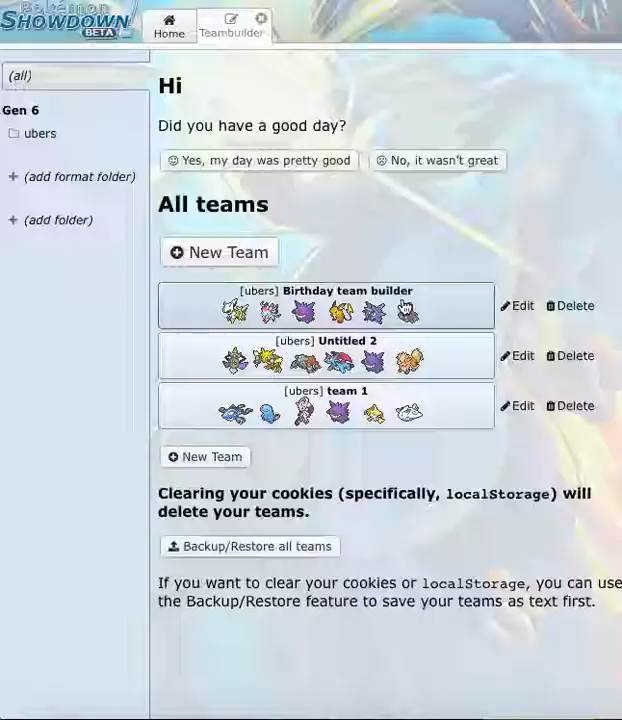 Pokémon
SHOWDOWN
BETA
Home
Teambuilder
(all)
Gen 6
ubers
(add format folder)
(add folder)
Hi
Did you have a good day?
Yes, my day was pretty good
No, it wasn't great
All teams
New Team
[ubers] Birthday team builder
Edit
Delete
[ubers] Untitled 2
Edit
Delete
[ubers] team 1
Edit
Delete
New Team
Clearing your cookies (specifically, localStorage) will
delete your teams.
Backup/Restore all teams
If you want to clear your cookies or localStorage, you can use
the Backup/Restore feature to save your teams as text first.